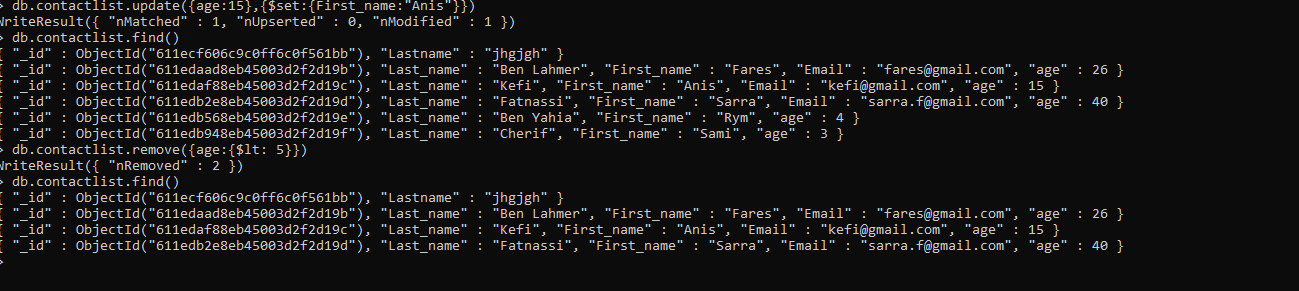 > db.contactlist.update({age:15},{$set:{First_name:"Anis"}})
WriteResult({ "nMatched" : 1, "nUpserted" : 0, "nModified" : 1 })
> db.contactlist.find()
{ "_id" : ObjectId("611ecf606c9c0ff6c0f561bb"), "Lastname" : "jhgjgh" }
{ "_id" : ObjectId("611edaad8eb45003d2f2d19b"), "Last_name" : "Ben Lahmer", "First_name" : "Fares", "Email" : "fares@gmail.com", "age" : 26 }
{ "_id" : ObjectId("611edaf88eb45003d2f2d19c"), "Last_name" : "Kefi", "First_name" : "Anis", "Email" : "kefi@gmail.com", "age" : 15 }
{ "_id" : ObjectId("611edb2e8eb45003d2f2d19d"), "Last_name" : "Fatnassi", "First_name" : "Sarra", "Email" : "sarra.f@gmail.com", "age" : 40 }
{ "_id" : ObjectId("611edb568eb45003d2f2d19e"), "Last_name" : "Ben Yahia", "First_name" : "Rym", "age" : 4 }
{ "_id" : ObjectId("611edb948eb45003d2f2d19f"), "Last_name" : "Cherif", "First_name" : "Sami", "age" : 3 }
> db.contactlist.remove({age:{$lt: 5}})
WriteResult({ "nRemoved" : 2 })
> db.contactlist.find()
{ "_id" : ObjectId("611ecf606c9c0ff6c0f561bb"), "Lastname" : "jhgjgh" }
{ "_id" : ObjectId("611edaad8eb45003d2f2d19b"), "Last_name" : "Ben Lahmer", "First_name" : "Fares", "Email" : "fares@gmail.com", "age" : 26 }
{ "_id" : ObjectId("611edaf88eb45003d2f2d19c"), "Last_name" : "Kefi", "First_name" : "Anis", "Email" : "kefi@gmail.com", "age" : 15 }
{ "_id" : ObjectId("611edb2e8eb45003d2f2d19d"), "Last_name" : "Fatnassi", "First_name" : "Sarra", "Email" : "sarra.f@gmail.com", "age" : 40 }
>